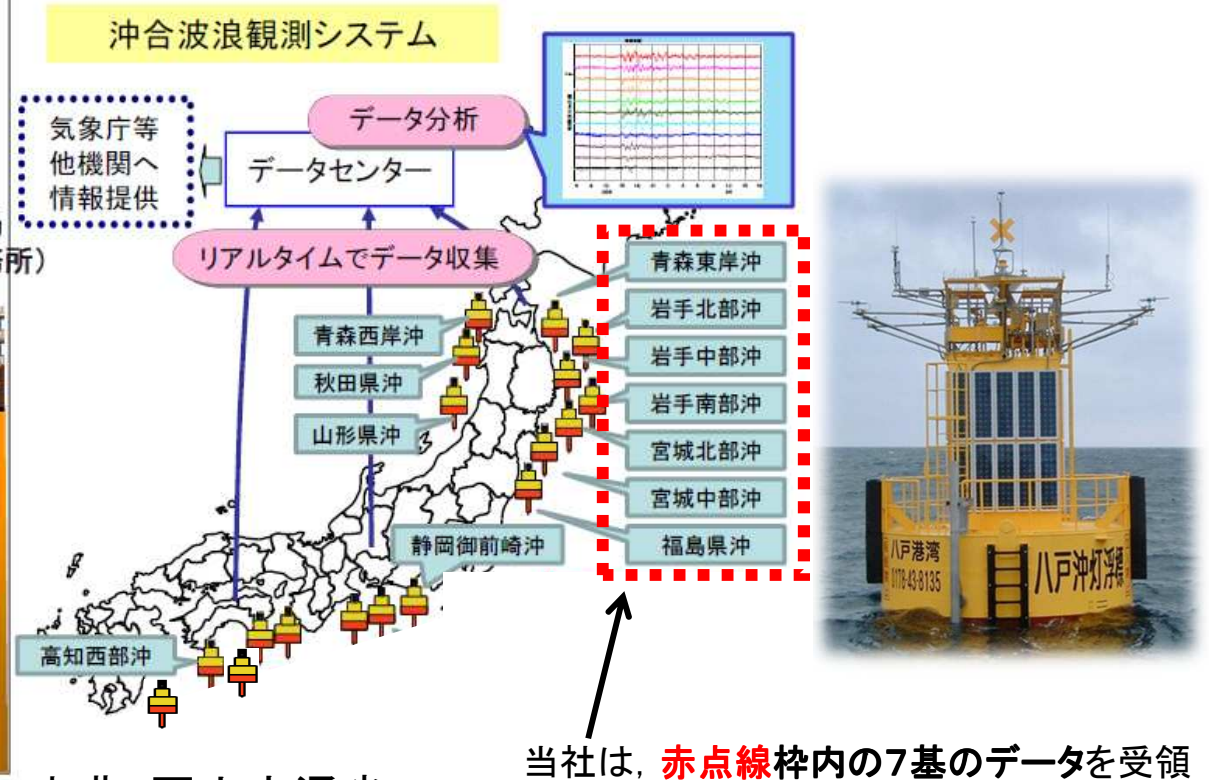 沖合波浪観測システム
データ分析
気象庁等
他機関へ
情報提供
データセンター
所）
リアルタイムでデータ収集
青森東岸沖
岩手北部沖
岩手中部沖
岩手南部沖
宮城北部沖
宮城中部沖
福島県沖
青森西岸沖
秋田県沖
山形県沖
静岡御前崎沖
高知西部沖
八戸港湾
0178-43-8135
八戸沖灯浮標
当社は，赤点線枠内の７基のデータを受領